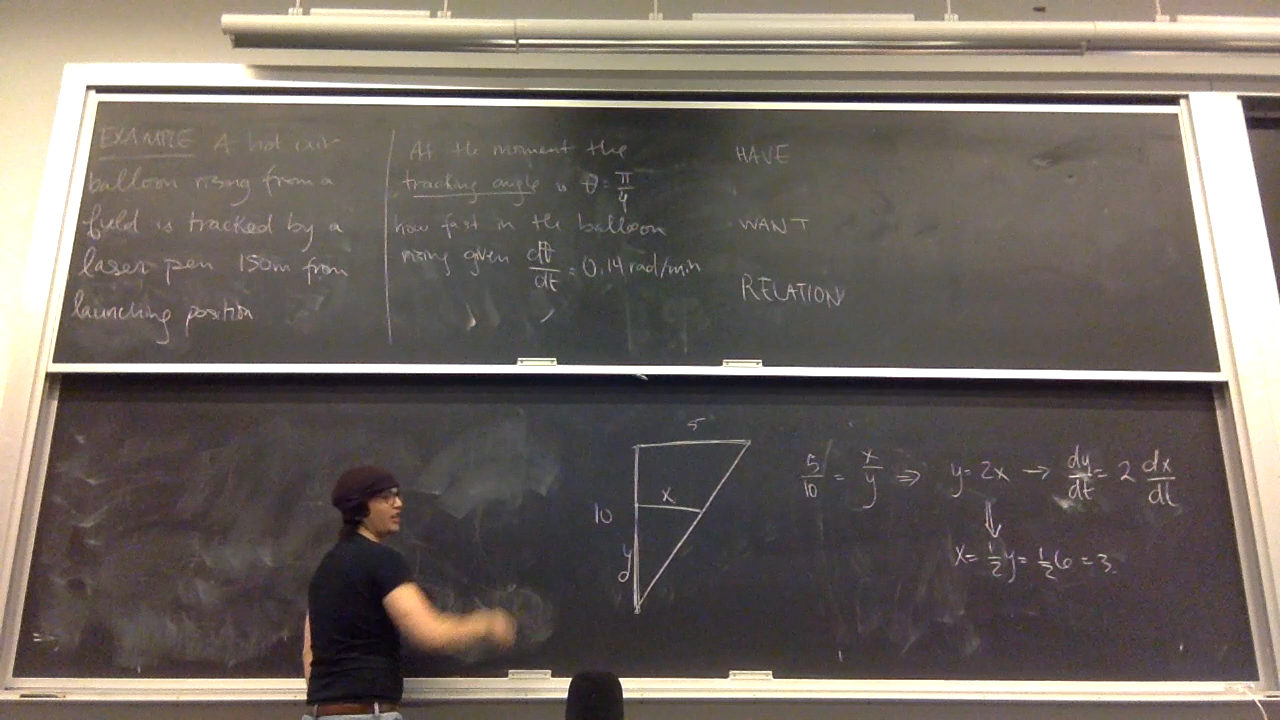 EXAMPLE A hot air
balloon rising from a
field is tracked by a
laser pen 150m from
launching position
At the moment the
tracking angle is θ = π/4
how fast is the balloon
rising given dθ/dt = 0.14 rad/min
HAVE
WANT
RELATION
5
10
x
y
5/10 = x/y ⇒ y = 2x → dy/dt = 2 dx/dt
⇓
x = 1/2 y = 1/2 6 = 3.